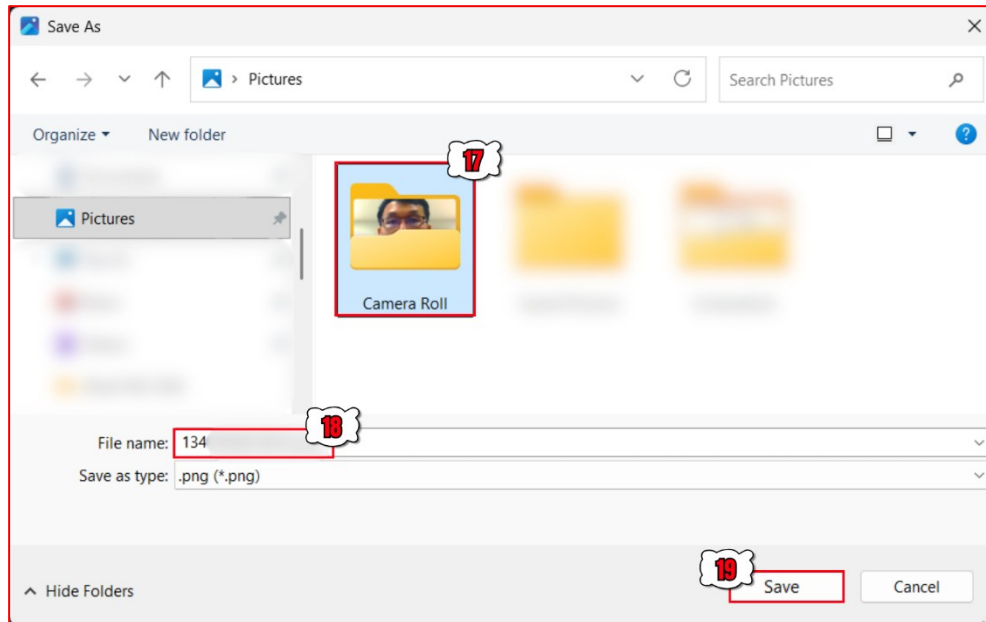 Save As
Pictures
Search Pictures
Organize
New folder
17
Pictures
Camera Roll
18
File name: 134
Save as type: .png (*.png)
19
Hide Folders
Save
Cancel